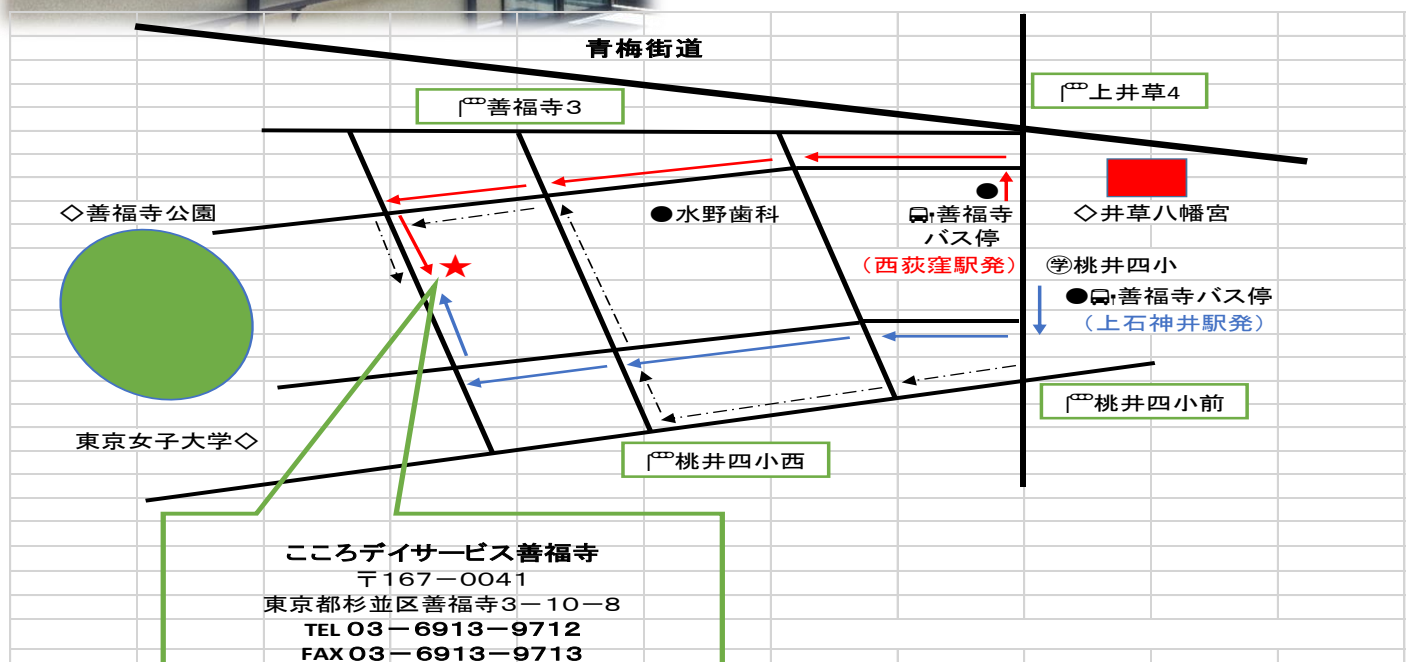 青梅街道
上井草4
善福寺3
◇善福寺公園
●水野歯科
善福寺
バス停
(西荻窪駅発)
◇井草八幡宮
㊫桃井四小
●善福寺バス停
(上石神井駅発)
桃井四小前
東京女子大学◇
桃井四小西
こころデイサービス善福寺
〒167-0041
東京都杉並区善福寺3-10-8
TEL 03-6913-9712
FAX 03-6913-9713